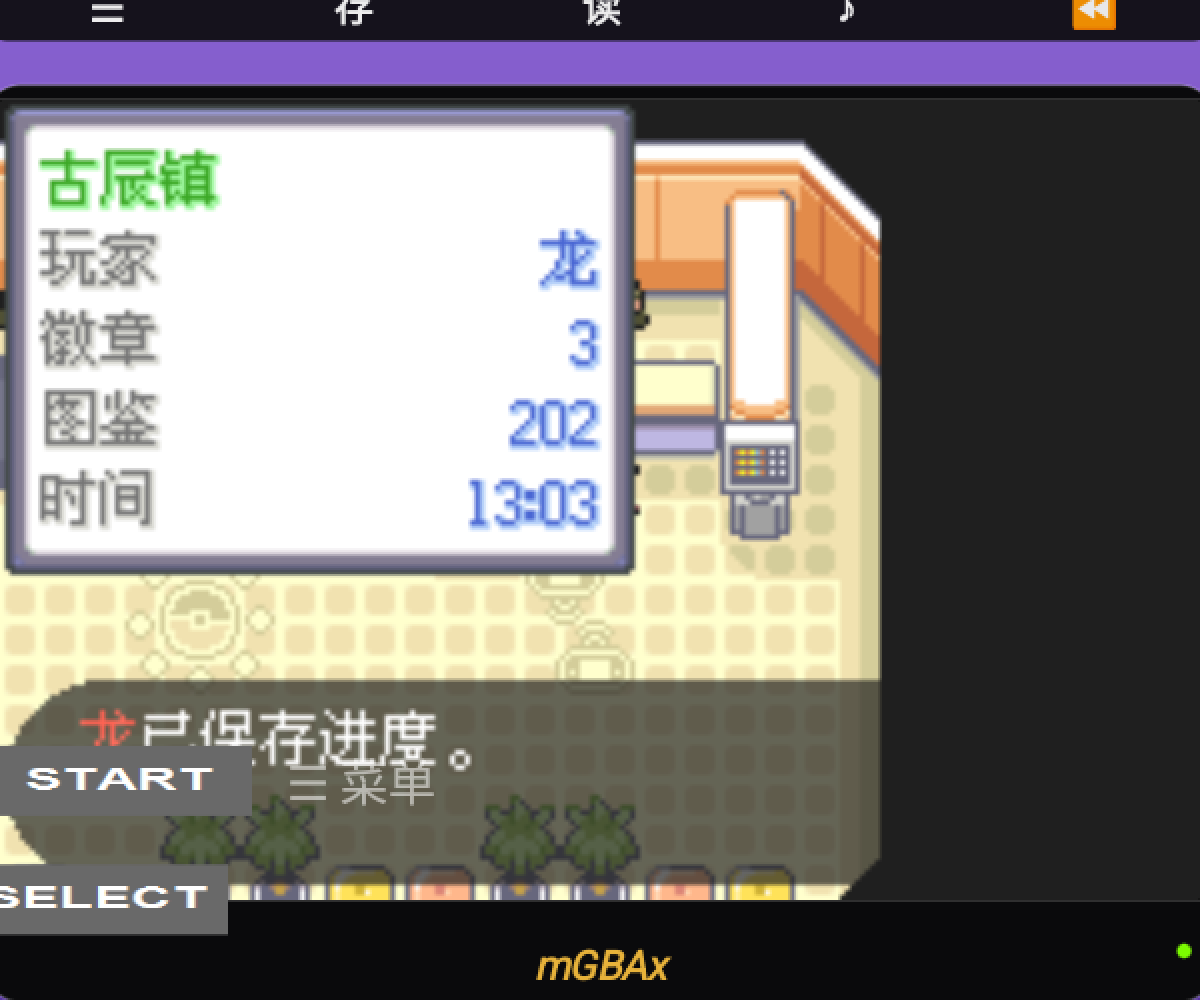 ☰ 存 读 ♪ ⏪
古辰镇
玩家 龙
徽章 3
图鉴 202
时间 13:03
龙已保存进度。
START ☰ 菜单
SELECT
mGBAx